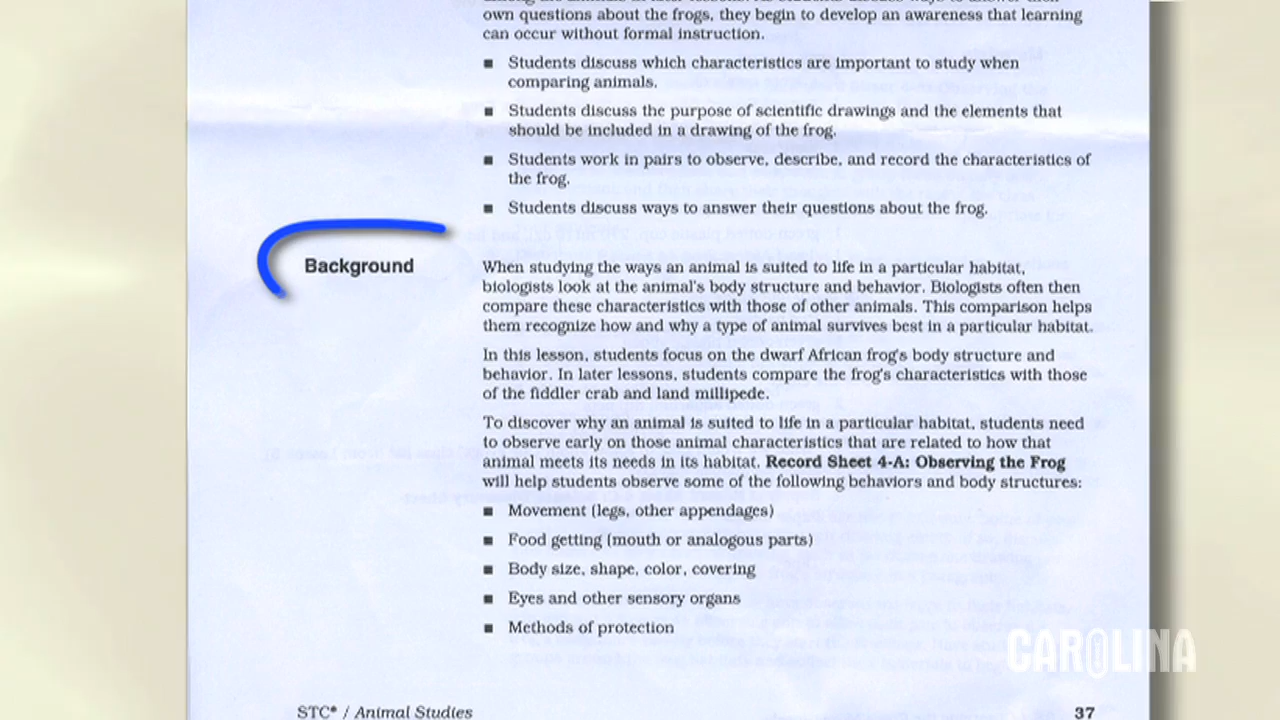 own questions about the frogs, they begin to develop an awareness that learning
can occur without formal instruction.
■ Students discuss which characteristics are important to study when
comparing animals.
■ Students discuss the purpose of scientific drawings and the elements that
should be included in a drawing of the frog.
■ Students work in pairs to observe, describe, and record the characteristics of
the frog.
■ Students discuss ways to answer their questions about the frog.
Background
When studying the ways an animal is suited to life in a particular habitat,
biologists look at the animal's body structure and behavior. Biologists often then
compare these characteristics with those of other animals. This comparison helps
them recognize how and why a type of animal survives best in a particular habitat.
In this lesson, students focus on the dwarf African frog's body structure and
behavior. In later lessons, students compare the frog's characteristics with those
of the fiddler crab and land millipede.
To discover why an animal is suited to life in a particular habitat, students need
to observe early on those animal characteristics that are related to how that
animal meets its needs in its habitat. Record Sheet 4-A: Observing the Frog
will help students observe some of the following behaviors and body structures:
■ Movement (legs, other appendages)
■ Food getting (mouth or analogous parts)
■ Body size, shape, color, covering
■ Eyes and other sensory organs
■ Methods of protection
CAROLINA
STC® / Animal Studies
37